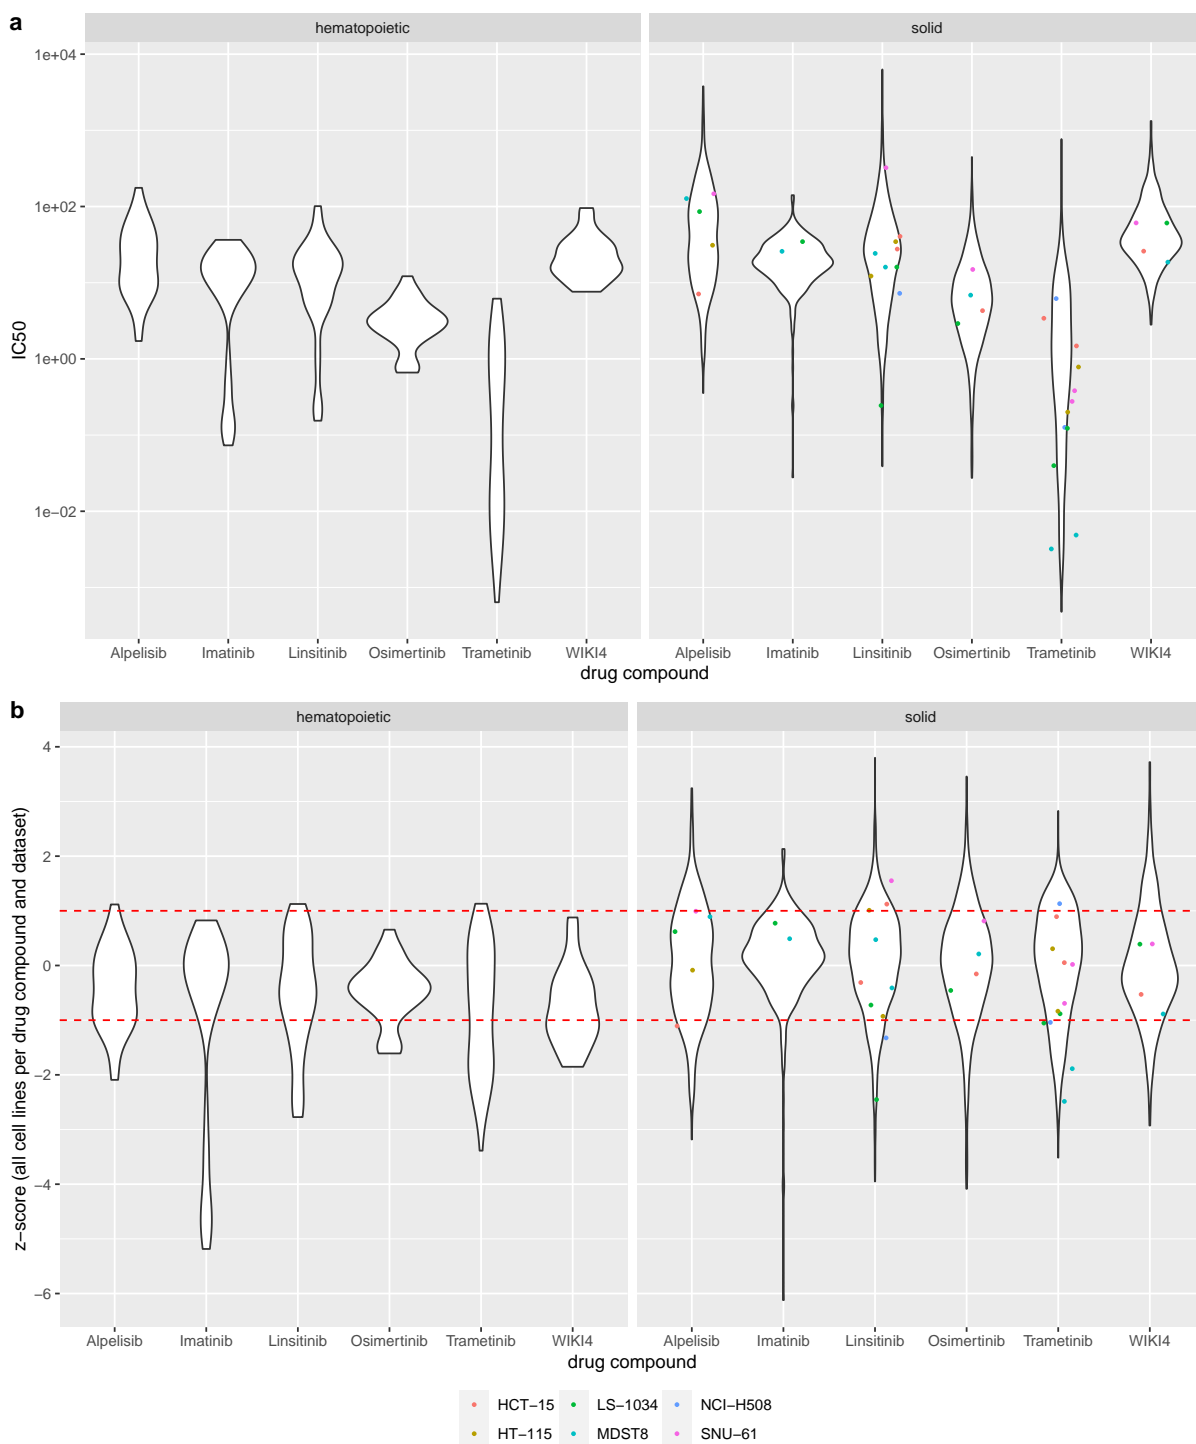 a
hematopoietic
solid
1e+04
1e+02
1e+00
1e−02
IC50
Alpelisib Imatinib Linsitinib Osimertinib Trametinib WIKI4
Alpelisib Imatinib Linsitinib Osimertinib Trametinib WIKI4
drug compound
b
hematopoietic
solid
4
2
0
−2
−4
−6
z−score (all cell lines per drug compound and dataset)
Alpelisib Imatinib Linsitinib Osimertinib Trametinib WIKI4
Alpelisib Imatinib Linsitinib Osimertinib Trametinib WIKI4
drug compound
HCT−15 LS−1034 NCI−H508
HT−115 MDST8 SNU−61